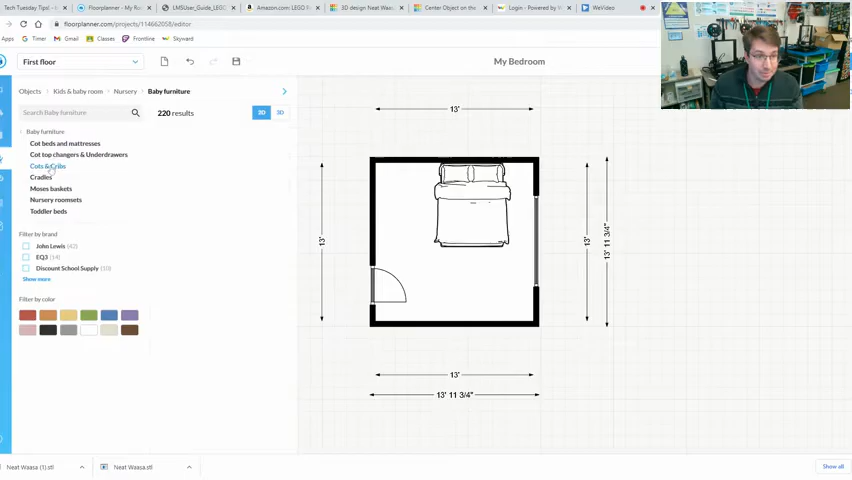 Tech Tuesday Tips(
Floorplanner - My Ro
LMSUser_Guide_LEGO
Amazon.com: LEGO E
3D design Neat Waas
Center Object on the
Login - Powered by
WeVideo
floorplanner.com/projects/114662058/editor
Apps Timer Gmail Classes Frontline Skyward
First floor
My Bedroom
Objects > Kids & baby room > Nursery > Baby furniture
Search Baby furniture
220 results
2D
3D
Baby furniture
Cot beds and mattresses
Cot top changers & Underdrawers
Cots & Cribs
Cradles
Moses baskets
Nursery roomsets
Toddler beds
Filter by brand
John Lewis (42)
EQ3 (14)
Discount School Supply (10)
Show more
Filter by color
13'
13'
13'
13' 11 3/4"
13'
13' 11 3/4"
Neat Waasa (1).stl
Neat Waasa.stl
Show all